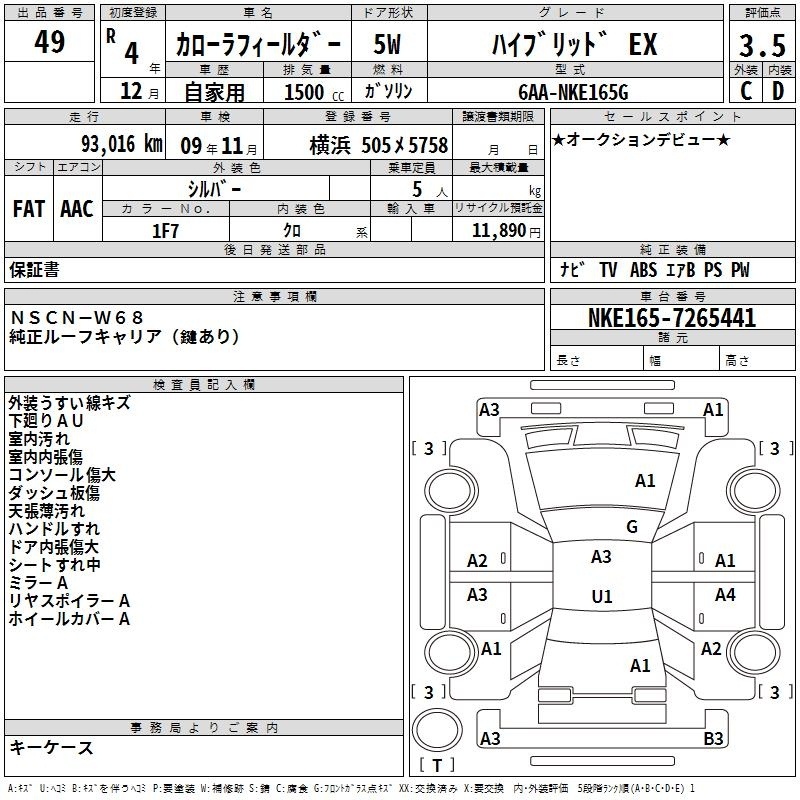 出品番号 初度登録 車名 ドア形状 グレード 評価点
49 R 4 年 カローラフィールダー 5W ハイブリッド EX 3.5
車歴 排気量 燃料 型式 外装 内装
12月 自家用 1500 CC ガソリン 6AA-NKE165G C D
走行 車検 登録番号 譲渡書類期限 セールスポイント
93,016 km 09年11月 横浜 505メ5758 月 日 ★オークションデビュー★
シフト エアコン 外装色 乗車定員 最大積載量
シルバー 5 人 kg
FAT AAC カラーNo. 内装色 輸入車 リサイクル預託金
1F7 クロ 系 11,890円
後日発送部品 純正装備
保証書 ナビ TV ABS エアB PS PW
注意事項欄 車台番号
NSCN−W68 NKE165-7265441
純正ルーフキャリア（鍵あり） 諸元
長さ 幅 高さ
検査員記入欄
外装うすい線キズ
下廻りAU
室内汚れ
室内内張傷
コンソール傷大
ダッシュ板傷
天張薄汚れ
ハンドルすれ
ドア内張傷大
シートすれ中
ミラーA
リヤスポイラーA
ホイールカバーA
事務局よりご案内
キーケース
A3 A1
[ 3 ] [ 3 ]
A1
G
A2 A3 A1
A3 U1 A4
A1 A2
A1
[ 3 ] [ 3 ]
A3 B3
[ T ]
A:キズ U:ヘコミ B:キズを伴うヘコミ P:要塗装 W:補修跡 S:錆 C:腐食 G:フロントガラス点キズ XX:交換済み X:要交換 内・外装評価 5段階ランク順(A・B・C・D・E) 1